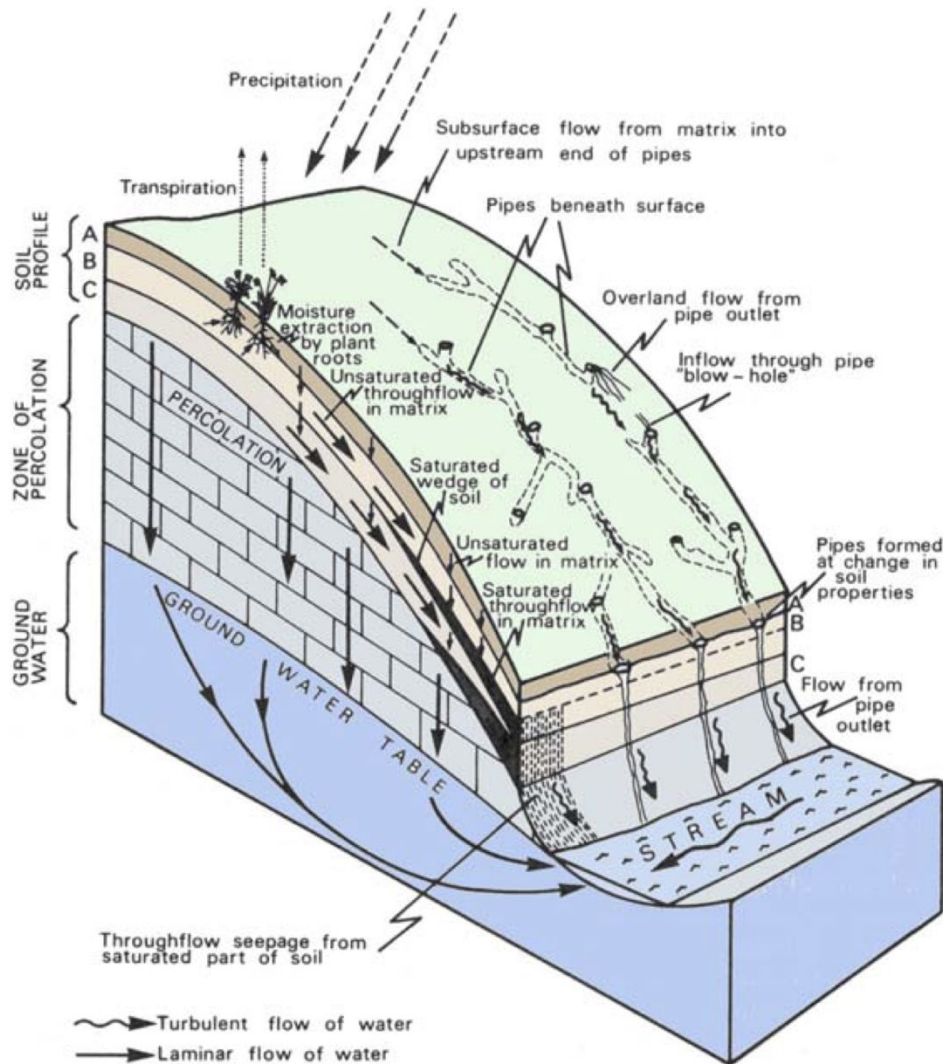 Precipitation
Subsurface flow from matrix into
upstream end of pipes
Transpiration
Pipes beneath surface
SOIL
PROFILE
A
B
C
Overland flow from
pipe outlet
Moisture
extraction
by plant
roots
Inflow through pipe
"blow-hole"
Unsaturated
throughflow
in matrix
ZONE OF
PERCOLATION
PERCOLATION
Saturated
wedge of
soil
Unsaturated
flow in matrix
Pipes formed
at change in
soil
properties
Saturated
throughflow
in matrix
A
B
C
GROUND
WATER
GROUND WATER TABLE
Flow from
pipe
outlet
STREAM
Throughflow seepage from
saturated part of soil
Turbulent flow of water
Laminar flow of water